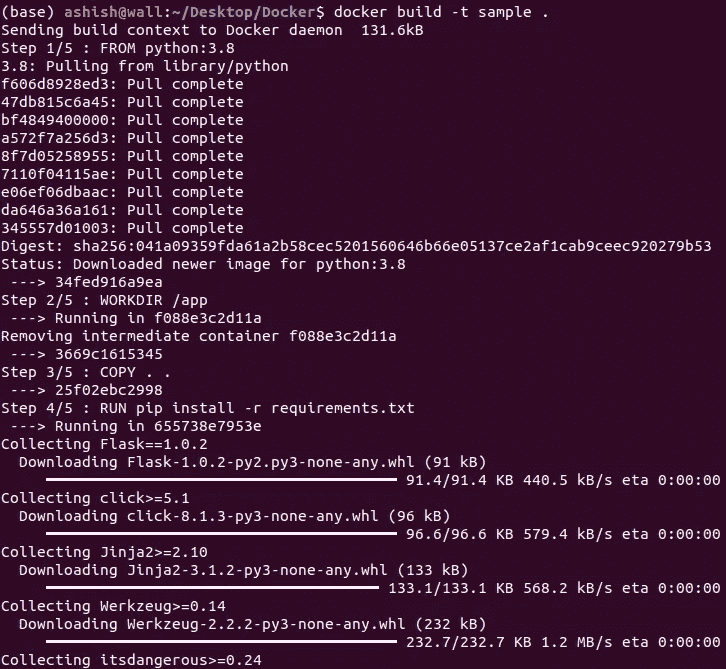 (base) ashish@wall:~/Desktop/Docker$ docker build -t sample .
Sending build context to Docker daemon  131.6kB
Step 1/5 : FROM python:3.8
3.8: Pulling from library/python
f606d8928ed3: Pull complete
47db815c6a45: Pull complete
bf4849400000: Pull complete
a572f7a256d3: Pull complete
8f7d05258955: Pull complete
7110f04115ae: Pull complete
e06ef06dbaac: Pull complete
da646a36a161: Pull complete
345557d01003: Pull complete
Digest: sha256:041a09359fda61a2b58cec5201560646b66e05137ce2af1cab9ceec920279b53
Status: Downloaded newer image for python:3.8
 ---> 34fed916a9ea
Step 2/5 : WORKDIR /app
 ---> Running in f088e3c2d11a
Removing intermediate container f088e3c2d11a
 ---> 3669c1615345
Step 3/5 : COPY . .
 ---> 25f02ebc2998
Step 4/5 : RUN pip install -r requirements.txt
 ---> Running in 655738e7953e
Collecting Flask==1.0.2
  Downloading Flask-1.0.2-py2.py3-none-any.whl (91 kB)
91.4/91.4 KB 440.5 kB/s eta 0:00:00
Collecting click>=5.1
  Downloading click-8.1.3-py3-none-any.whl (96 kB)
96.6/96.6 KB 579.4 kB/s eta 0:00:00
Collecting Jinja2>=2.10
  Downloading Jinja2-3.1.2-py3-none-any.whl (133 kB)
133.1/133.1 KB 568.2 kB/s eta 0:00:00
Collecting Werkzeug>=0.14
  Downloading Werkzeug-2.2.2-py3-none-any.whl (232 kB)
232.7/232.7 KB 1.2 MB/s eta 0:00:00
Collecting itsdangerous>=0.24